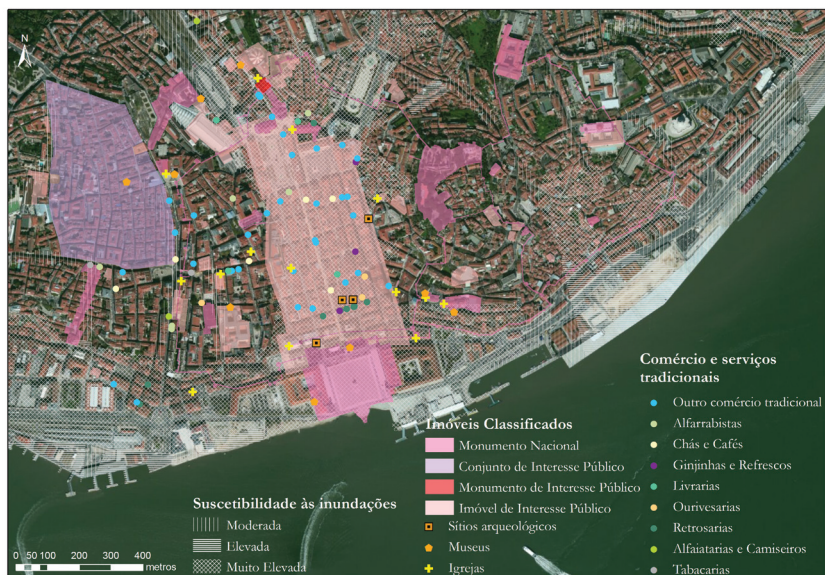 N
Comércio e serviços
tradicionais
Outro comércio tradicional
Alfarrabistas
Chás e Cafés
Ginjinhas e Refrescos
Livrarias
Ourivesarias
Retrosarias
Alfaiatarias e Camiseiros
Tabacarias
Imóveis Classificados
Monumento Nacional
Conjunto de Interesse Público
Monumento de Interesse Público
Imóvel de Interesse Público
Sítios arqueológicos
Museus
Igrejas
Suscetibilidade às inundações
Moderada
Elevada
Muito Elevada
0 50 100 200 300 400
metros